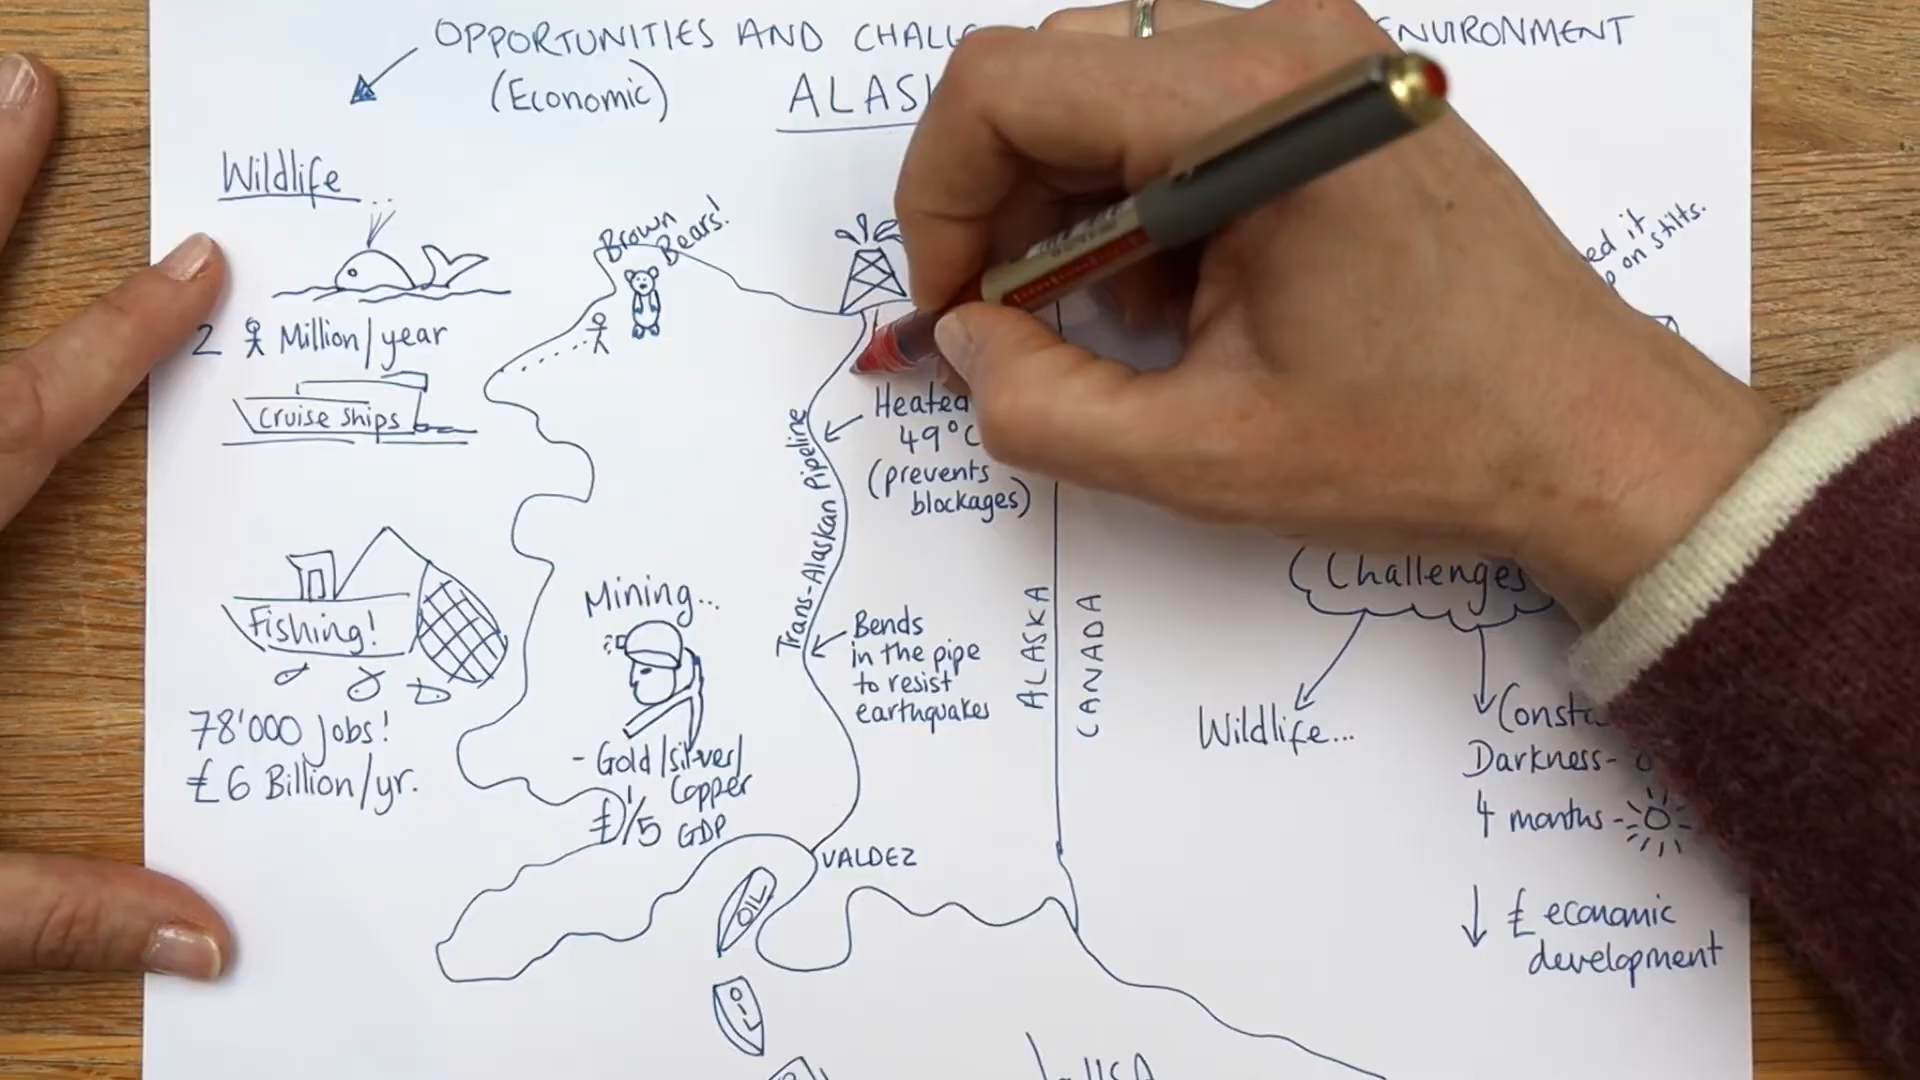 OPPORTUNITIES AND
ENVIRONMENT
(Economic)
Wildlife
2 Million/year
Cruise ships
Fishing!
78'000 Jobs!
£6 Billion/yr.
Brown
Bears!
Mining...
- Gold/silver/
Copper
£ 1/5 GDP
Trans-Alaskan Pipeline
Heated
49°C
(prevents
blockages)
Bends
in the pipe
to resist
earthquakes
VALDEZ
OIL
OIL
ALASKA
CANADA
it
on stilts.
Challenges
Wildlife...
Darkness-
4 months -
↓ £ economic
development
USA